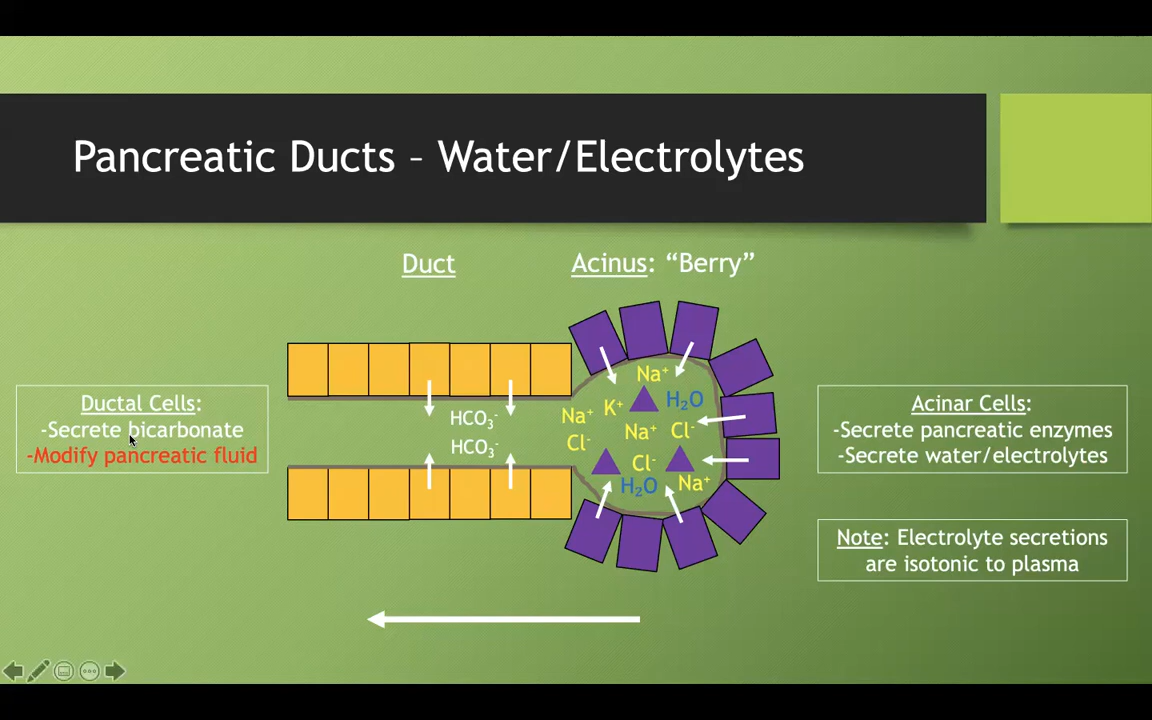 Pancreatic Ducts – Water/Electrolytes
Duct
Acinus: “Berry”
Ductal Cells:
-Secrete bicarbonate
-Modify pancreatic fluid
HCO₃⁻
HCO₃⁻
Na⁺
Cl⁻
K⁺
Na⁺
H₂O
Na⁺
Cl⁻
Cl⁻
H₂O
Na⁺
Acinar Cells:
-Secrete pancreatic enzymes
-Secrete water/electrolytes
Note: Electrolyte secretions
are isotonic to plasma